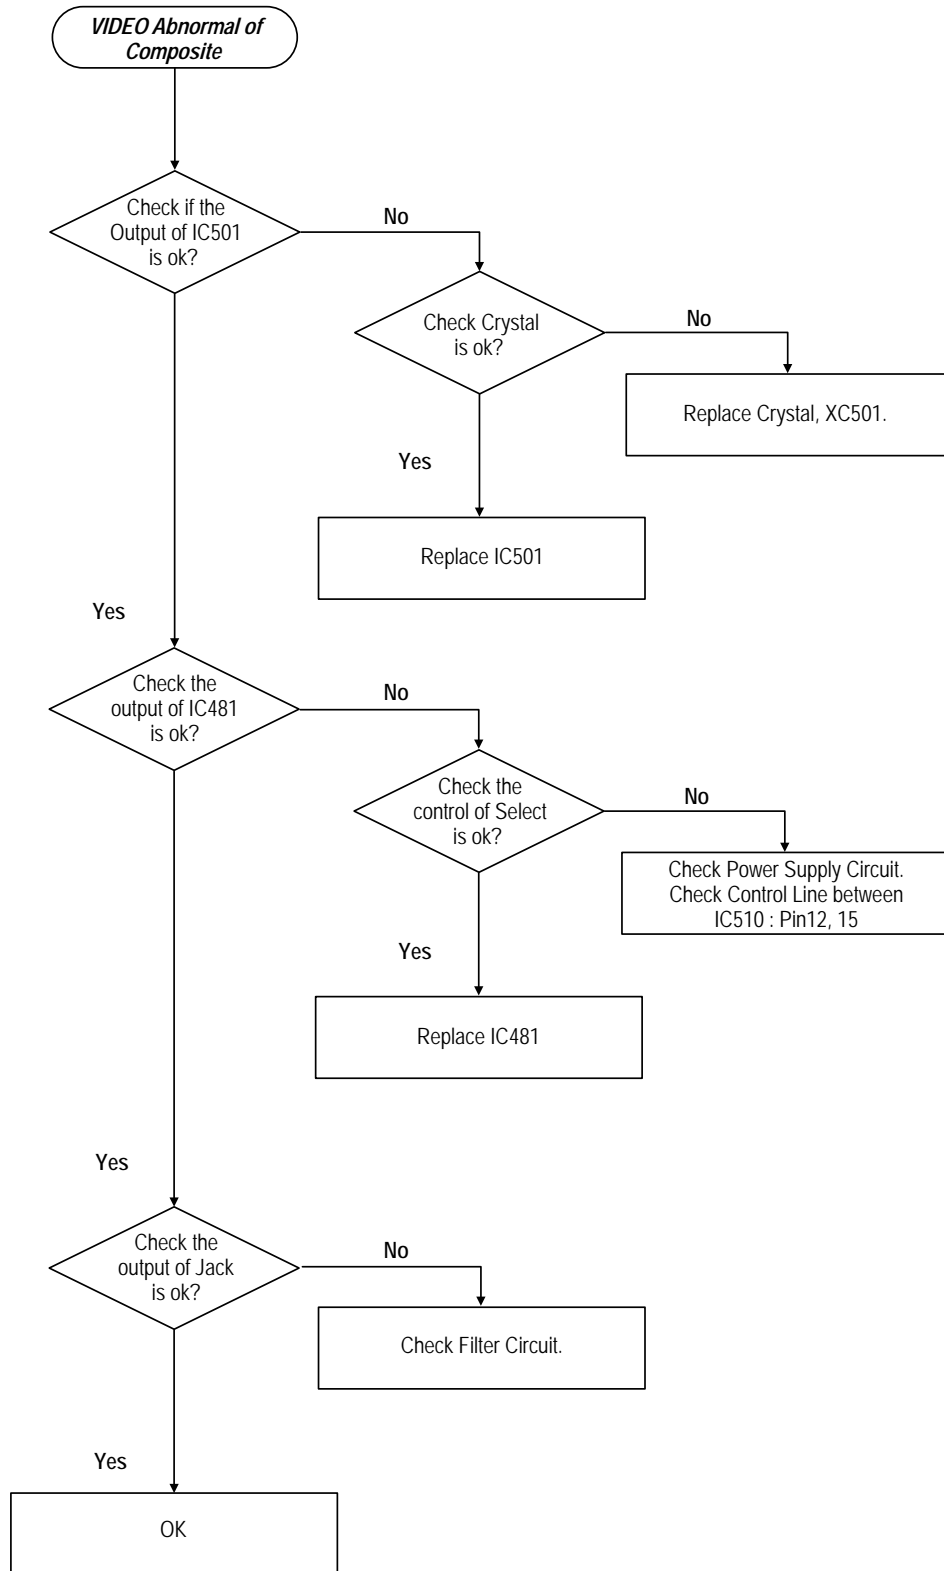 VIDEO Abnormal of
Composite
Check if the
Output of IC501
is ok?
No
Check Crystal
is ok?
No
Replace Crystal, XC501.
Yes
Replace IC501
Yes
Check the
output of IC481
is ok?
No
Check the
control of Select
is ok?
No
Check Power Supply Circuit.
Check Control Line between
IC510 : Pin12, 15
Yes
Replace IC481
Yes
Check the
output of Jack
is ok?
No
Check Filter Circuit.
Yes
OK